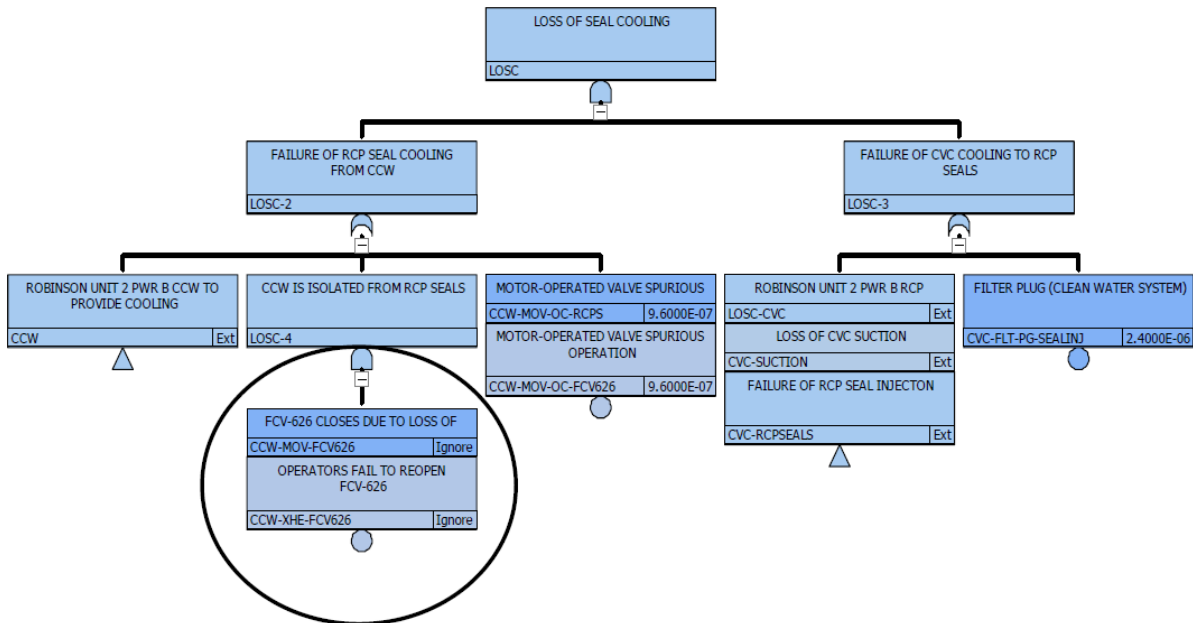 LOSS OF SEAL COOLING
LOSC
FAILURE OF RCP SEAL COOLING
FROM CCW
LOSC-2
FAILURE OF CVC COOLING TO RCP
SEALS
LOSC-3
ROBINSON UNIT 2 PWR B CCW TO
PROVIDE COOLING
CCW Ext
CCW IS ISOLATED FROM RCP SEALS
LOSC-4
MOTOR-OPERATED VALVE SPURIOUS
CCW-MOV-OC-RCPS 9.6000E-07
MOTOR-OPERATED VALVE SPURIOUS
OPERATION
CCW-MOV-OC-FCV626 9.6000E-07
ROBINSON UNIT 2 PWR B RCP
LOSC-CVC Ext
LOSS OF CVC SUCTION
CVC-SUCTION Ext
FAILURE OF RCP SEAL INJECTON
CVC-RCPSEALS Ext
FILTER PLUG (CLEAN WATER SYSTEM)
CVC-FLT-PG-SEALINJ 2.4000E-06
FCV-626 CLOSES DUE TO LOSS OF
CCW-MOV-FCV626 Ignore
OPERATORS FAIL TO REOPEN
FCV-626
CCW-XHE-FCV626 Ignore